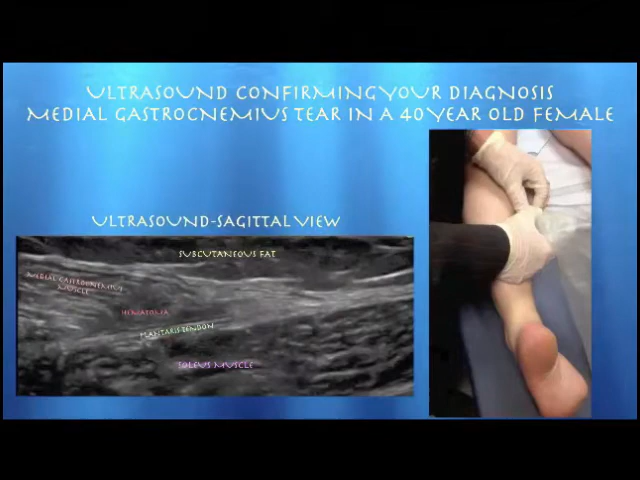 ULTRASOUND CONFIRMING YOUR DIAGNOSIS
MEDIAL GASTROCNEMIUS TEAR IN A 40 YEAR OLD FEMALE
ULTRASOUND-SAGITTAL VIEW
SUBCUTANEOUS FAT
MEDIAL GASTROCNEMIUS
MUSCLE
HEMATOMA
PLANTARIS TENDON
SOLEUS MUSCLE